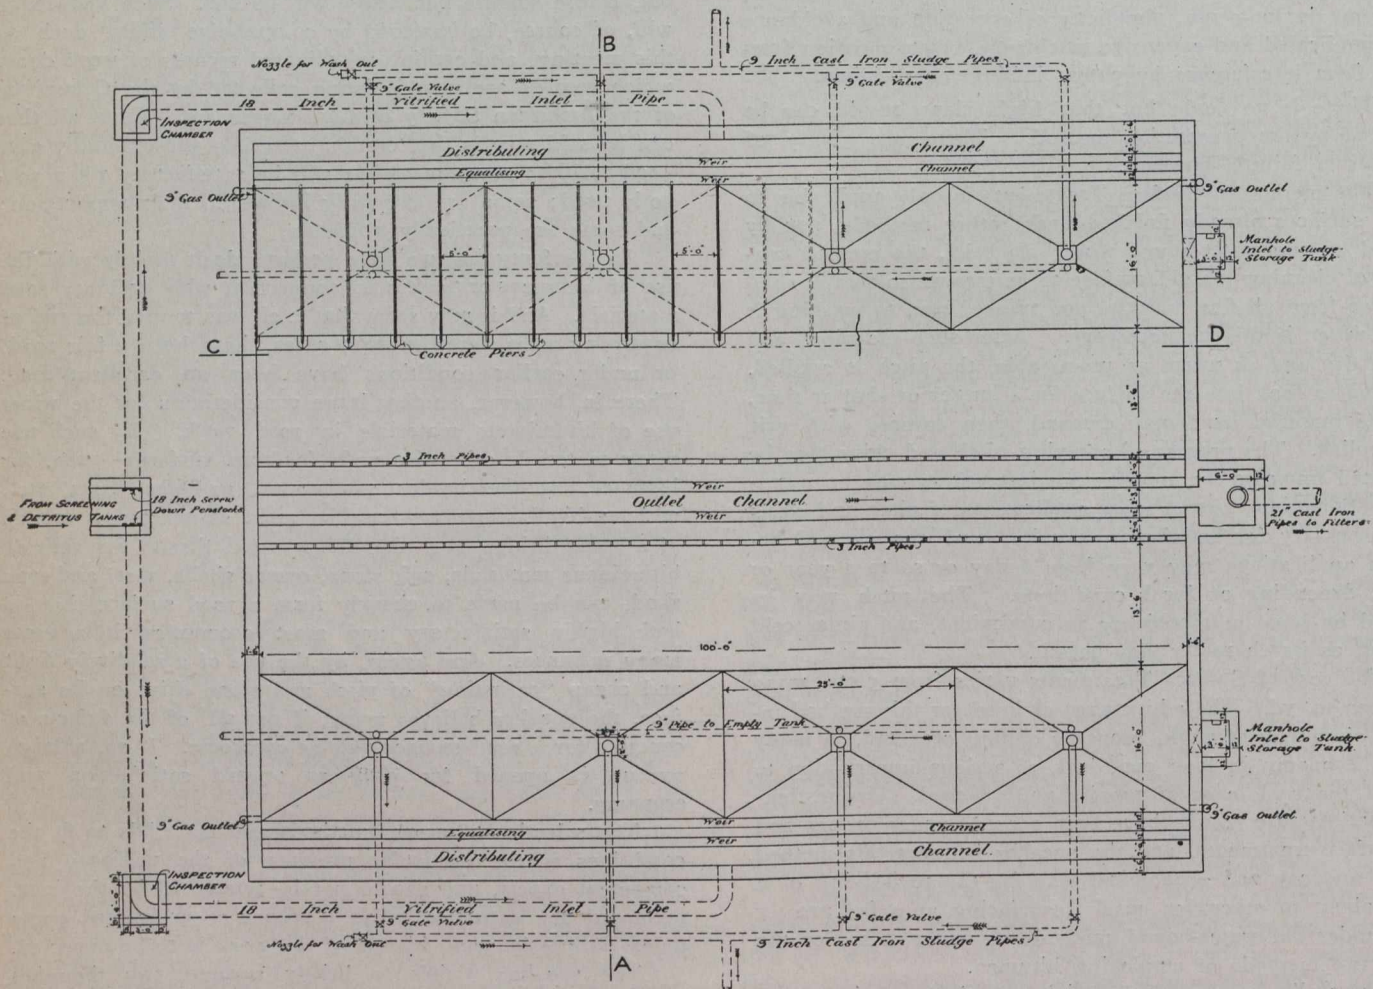 B
Nozzle for Wash Out
9 Inch Cast Iron Sludge Pipes
9" Gate Valve
9" Gate Valve
18 Inch Vitrified Inlet Pipe
INSPECTION
CHAMBER
Distributing Channel
Weir
Equalising Channel
Weir
9" Gas Outlet
9" Gas Outlet
Manhole
Inlet to Sludge-
Storage Tank
5'-0"
5'-0"
16'-0"
C
Concrete Piers
D
3 Inch Pipes
Weir
FROM SCREENING
& DETRITUS TANKS
18 Inch Screw
Down Penstocks
Outlet Channel
6'-0"
21" Cast Iron
Pipes to Filters
Weir
3 Inch Pipes
13'-6"
100'-0"
25'-0"
9" Pipe to Empty Tank
16'-0"
Manhole
Inlet to Sludge-
Storage Tank
9" Gas Outlet
9" Gas Outlet
Weir
Equalising Channel
Weir
Distributing Channel.
INSPECTION
CHAMBER
18 Inch Vitrified Inlet Pipe
9" Gate Valve
9" Gate Valve
Nozzle for Wash Out
9 Inch Cast Iron Sludge Pipes
A